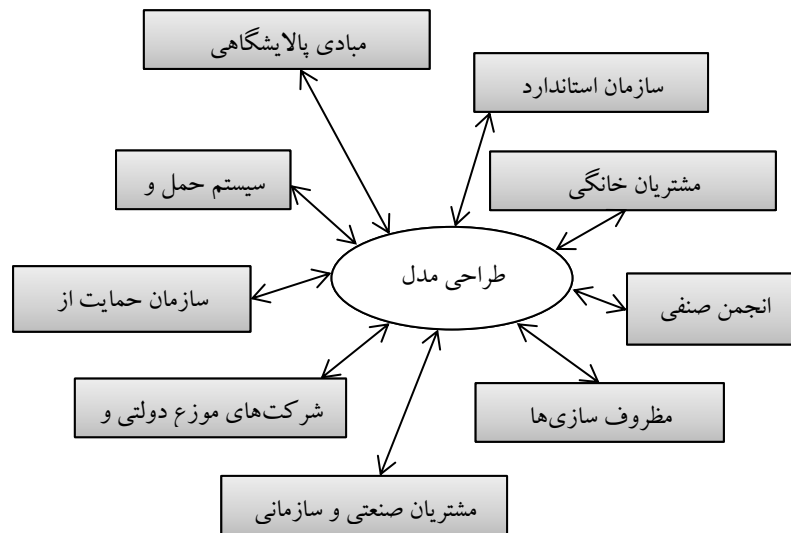 مبادی پالایشگاهی
سازمان استاندارد
سیستم حمل و
مشتریان خانگی
طراحی مدل
سازمان حمایت از
انجمن صنفی
شرکت‌های موزع دولتی و
مظروف سازی‌ها
مشتریان صنعتی و سازمانی